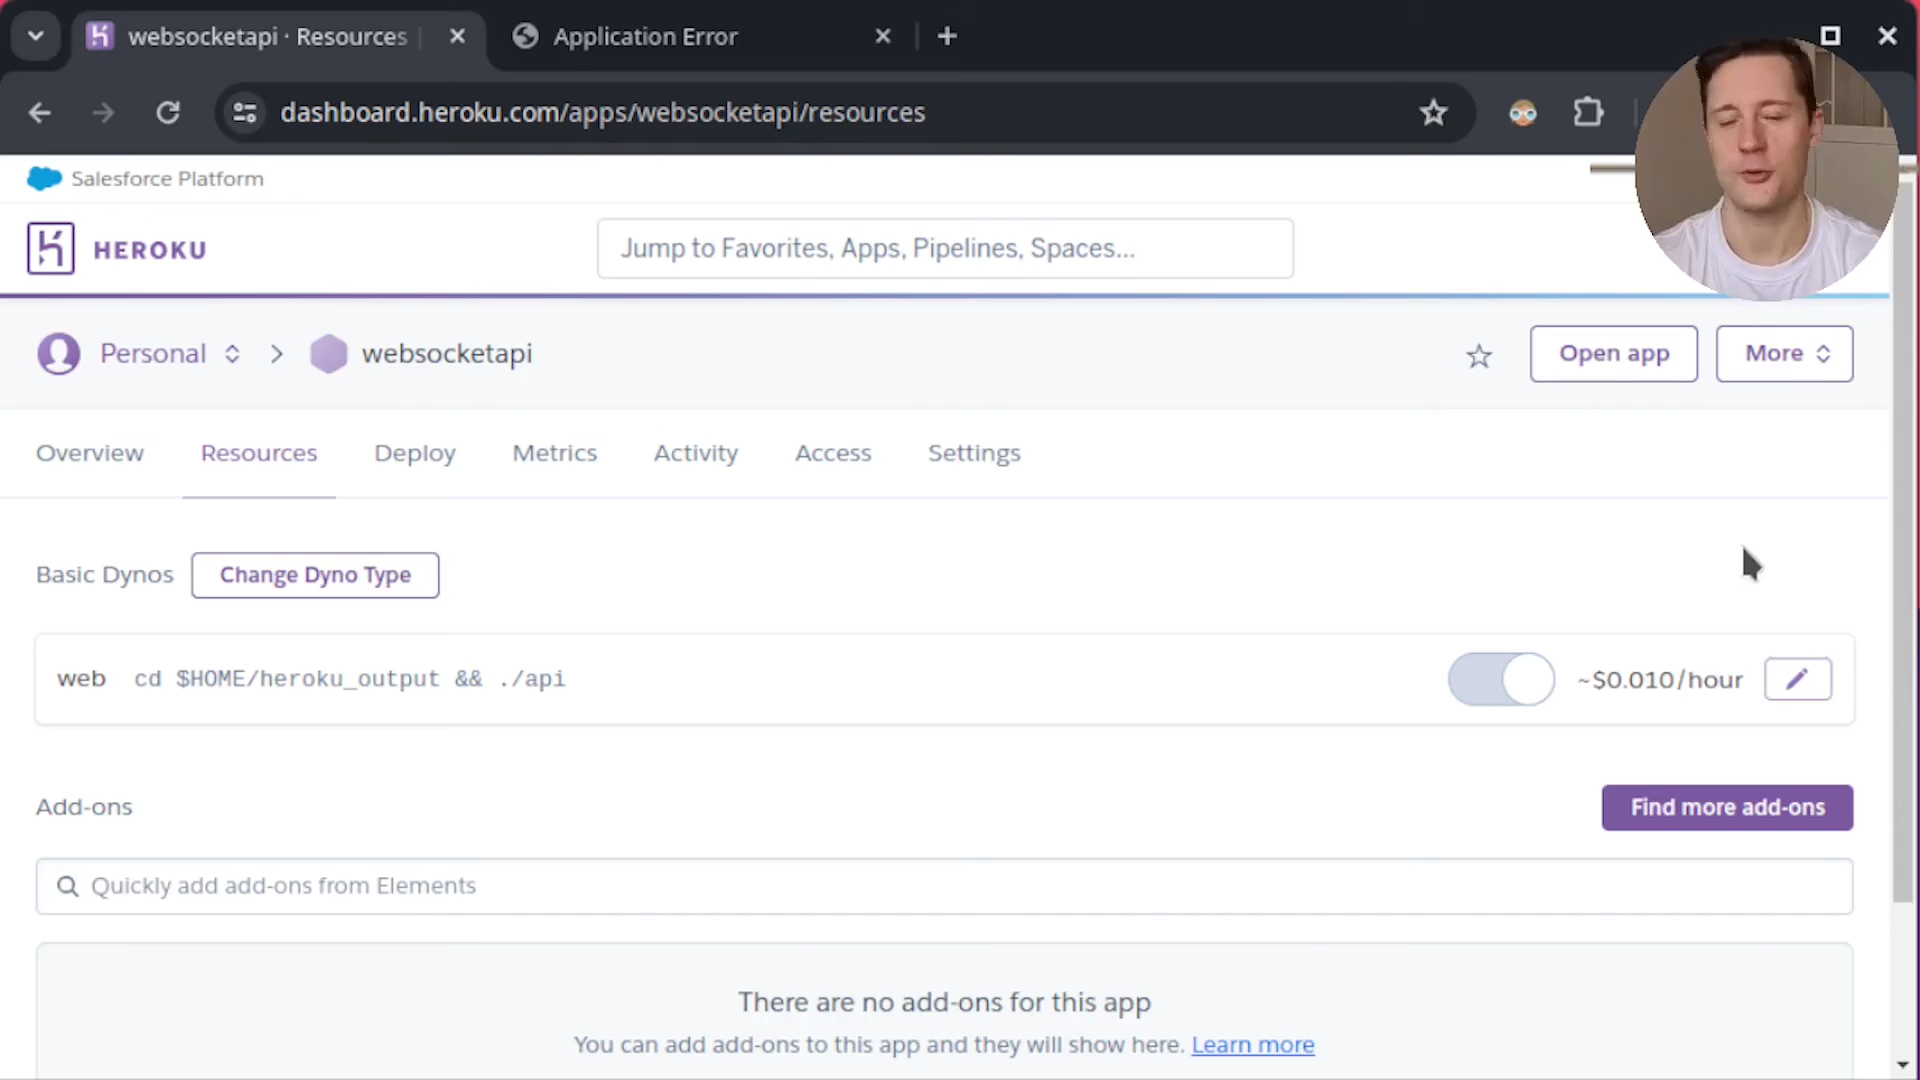 websocketapi · Resources
Application Error
dashboard.heroku.com/apps/websocketapi/resources
Salesforce Platform
HEROKU
Jump to Favorites, Apps, Pipelines, Spaces...
Personal
websocketapi
Open app
More
Overview
Resources
Deploy
Metrics
Activity
Access
Settings
Basic Dynos
Change Dyno Type
web cd $HOME/heroku_output && ./api
~$0.010/hour
Add-ons
Find more add-ons
Quickly add add-ons from Elements
There are no add-ons for this app
You can add add-ons to this app and they will show here. Learn more